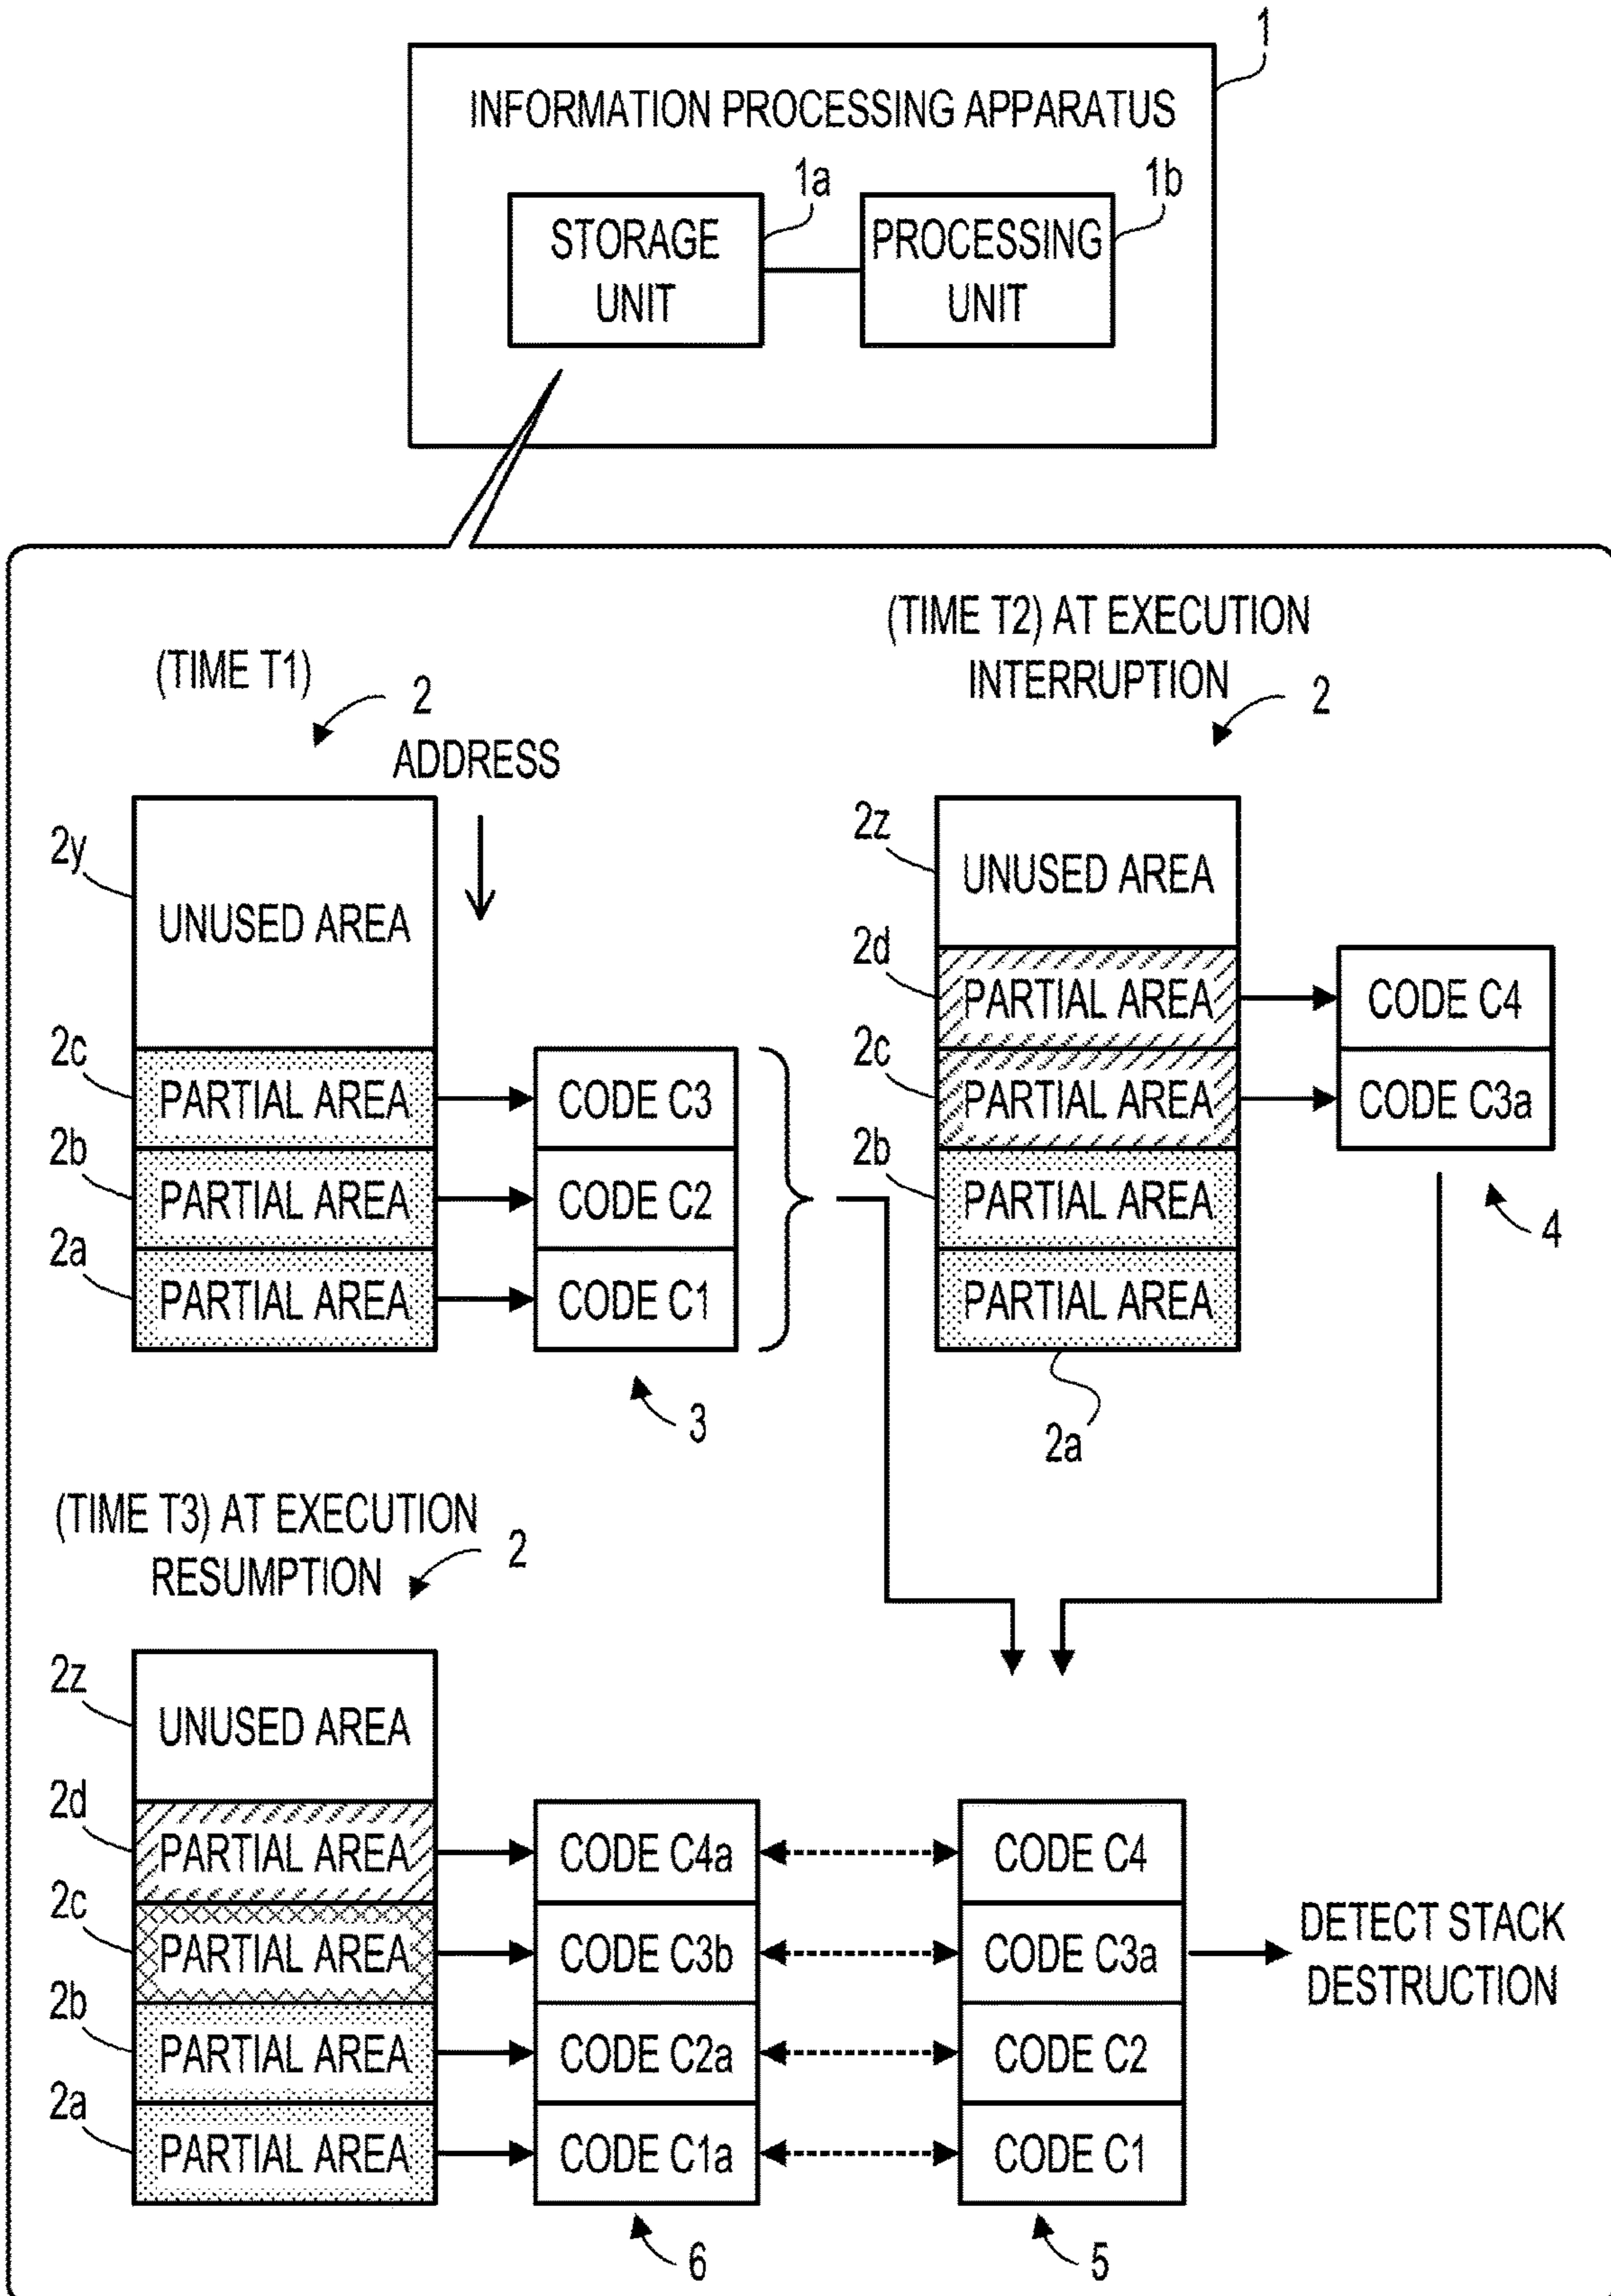 1
INFORMATION PROCESSING APPARATUS
1a
1b
STORAGE
UNIT
PROCESSING
UNIT
(TIME T1)
2
ADDRESS
2y
UNUSED AREA
2c
PARTIAL AREA
CODE C3
2b
PARTIAL AREA
CODE C2
2a
PARTIAL AREA
CODE C1
3
(TIME T2) AT EXECUTION
INTERRUPTION
2
2z
UNUSED AREA
2d
PARTIAL AREA
CODE C4
2c
PARTIAL AREA
CODE C3a
2b
PARTIAL AREA
4
PARTIAL AREA
2a
(TIME T3) AT EXECUTION
RESUMPTION
2
2z
UNUSED AREA
2d
PARTIAL AREA
CODE C4a
CODE C4
2c
PARTIAL AREA
CODE C3b
CODE C3a
DETECT STACK
DESTRUCTION
2b
PARTIAL AREA
CODE C2a
CODE C2
2a
PARTIAL AREA
CODE C1a
CODE C1
6
5